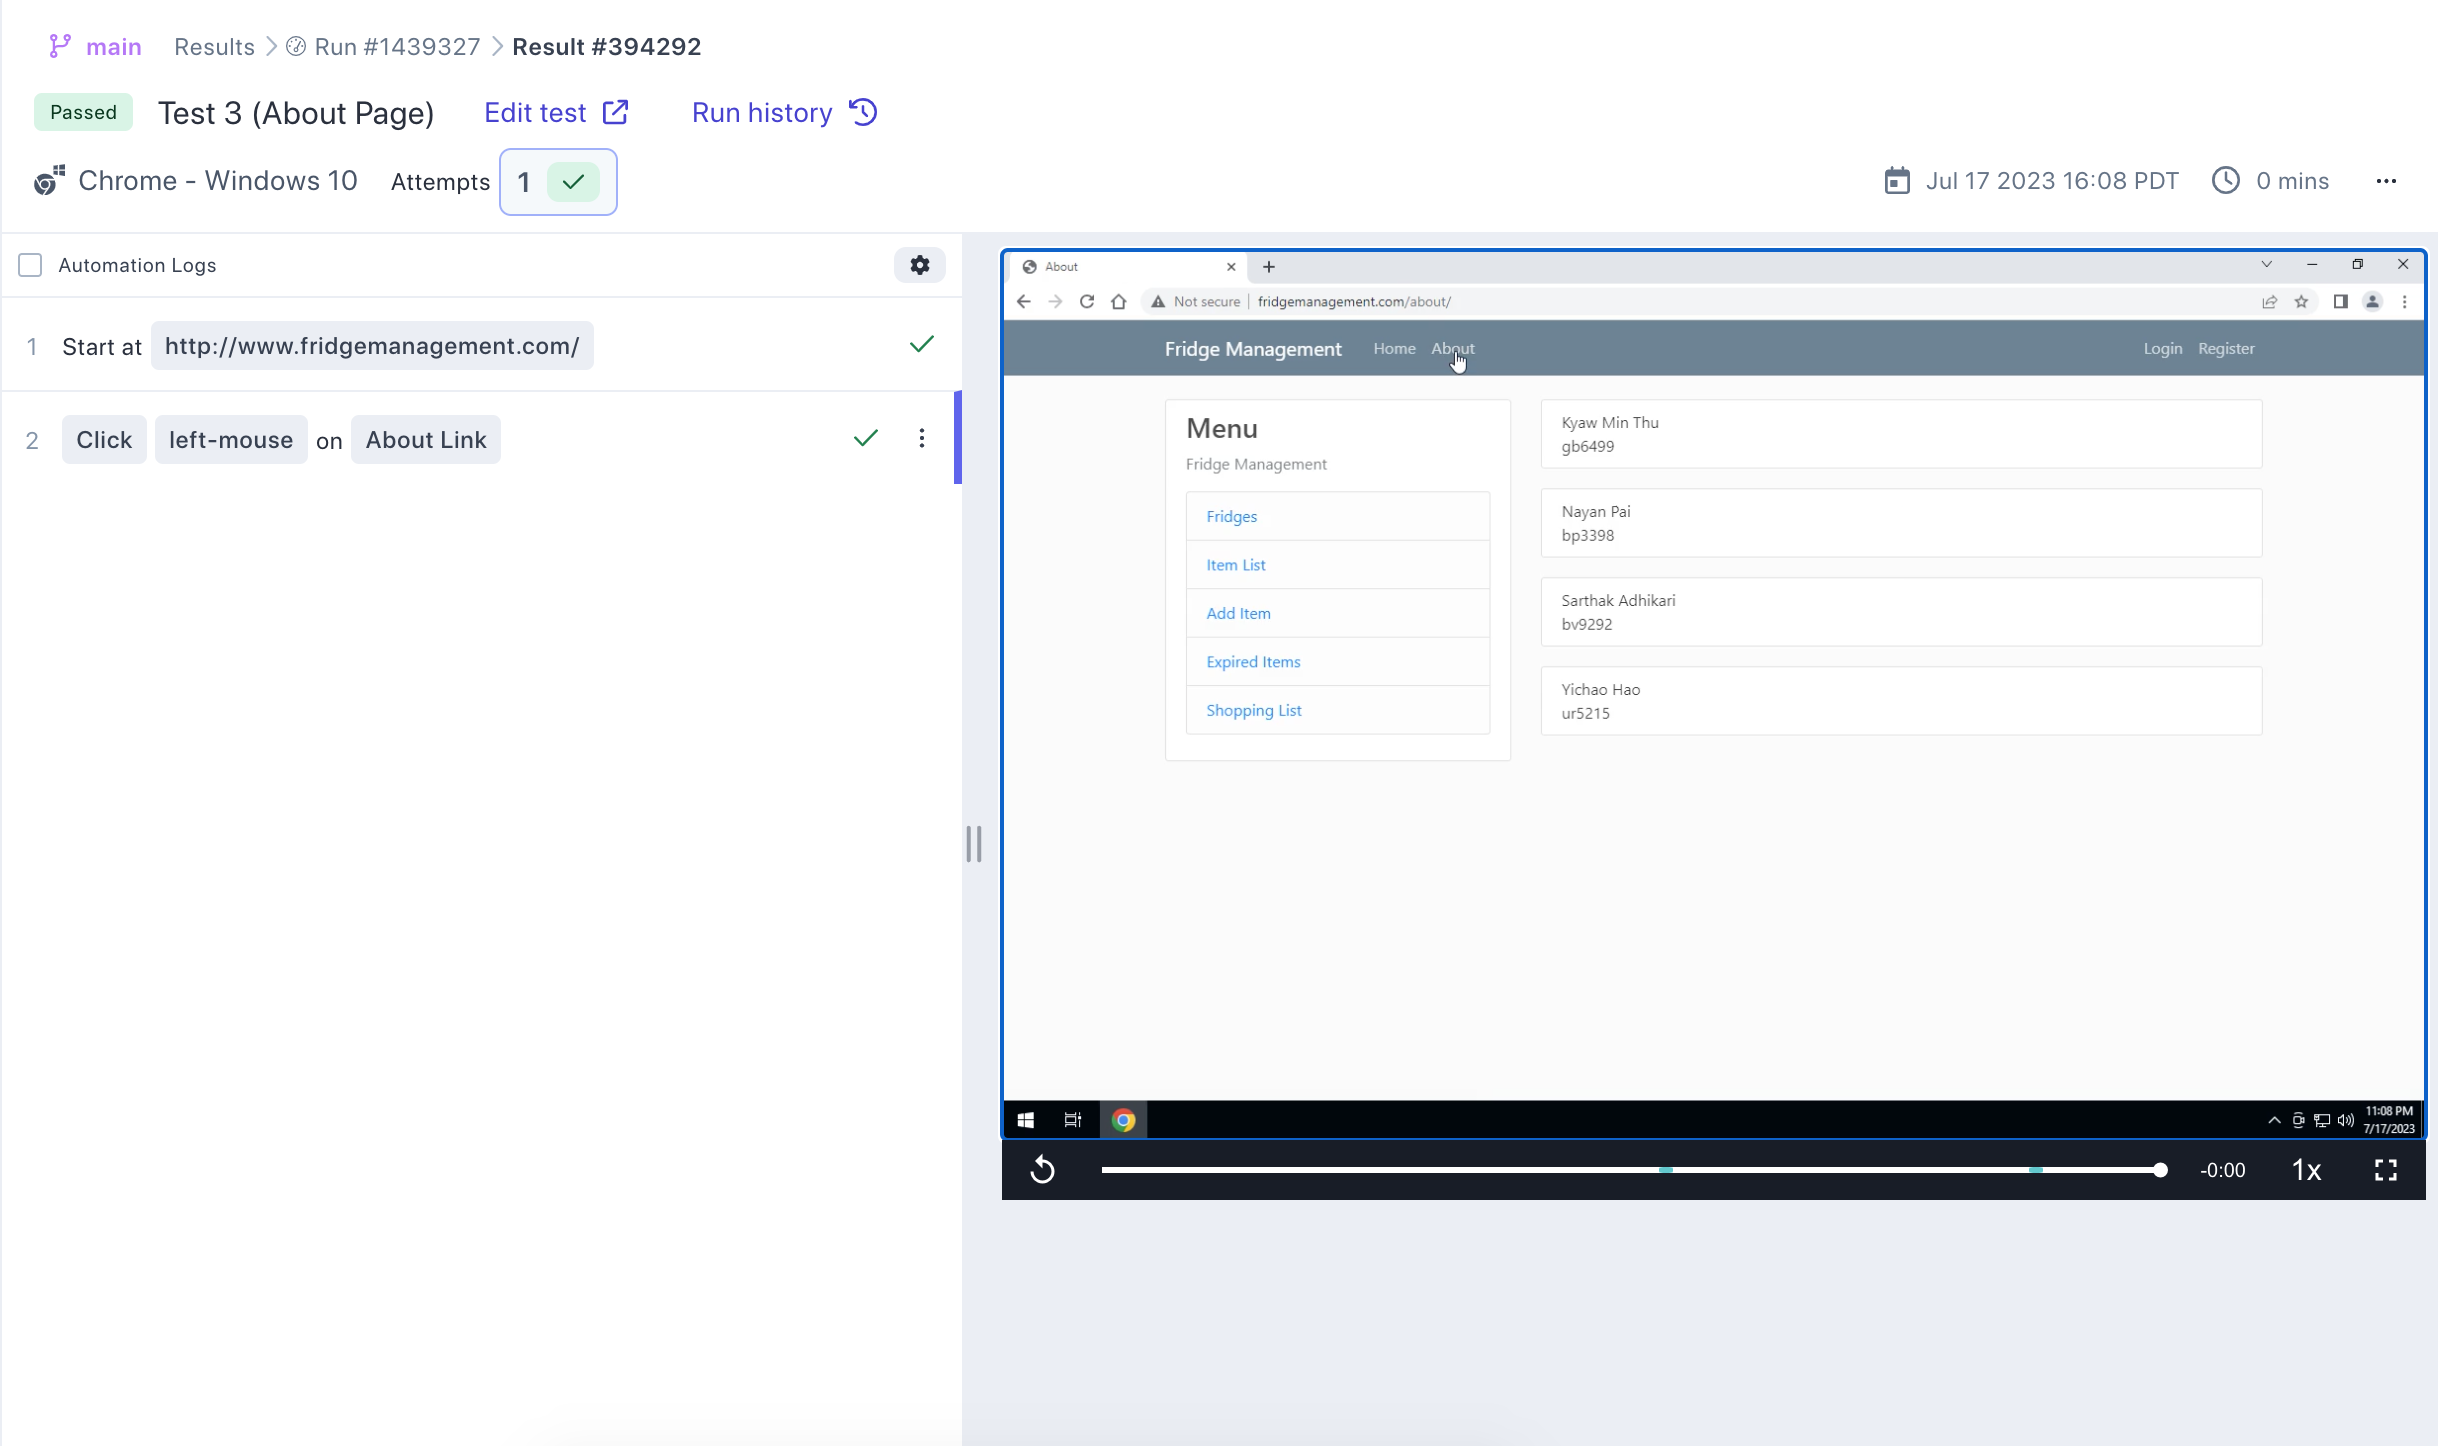 main Results Run #1439327 Result #394292
Passed Test 3 (About Page) Edit test Run history
Chrome - Windows 10 Attempts 1 Jul 17 2023 16:08 PDT 0 mins
Automation Logs
1 Start at http://www.fridgemanagement.com/
2 Click left-mouse on About Link
About
Not secure fridgemanagement.com/about/
Fridge Management Home About Login Register
Menu
Fridge Management
Fridges
Item List
Add Item
Expired Items
Shopping List
Kyaw Min Thu
gb6499
Nayan Pai
bp3398
Sarthak Adhikari
bv9292
Yichao Hao
ur5215
11:08 PM
7/17/2023
-0:00 1x